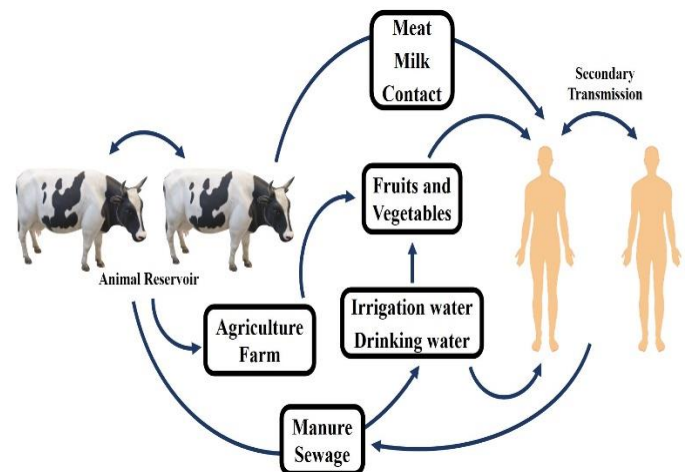 Meat
Milk
Contact
Secondary
Transmission
Fruits and
Vegetables
Animal Reservoir
Agriculture
Farm
Irrigation water
Drinking water
Manure
Sewage